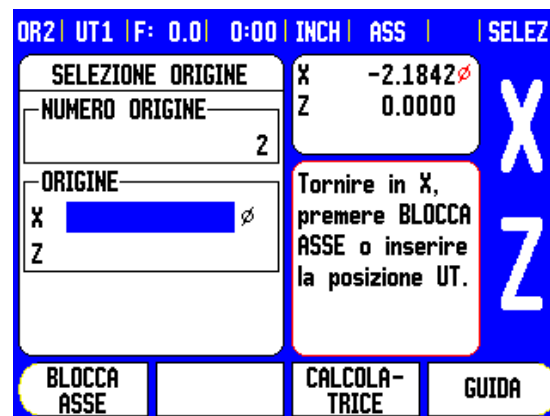 OR2| UT1 |F: 0.0| 0:00| INCH| ASS | | SELEZ
SELEZIONE ORIGINE
NUMERO ORIGINE
2
ORIGINE
X ø
Z
X -2.1842ø
Z 0.0000
Tornire in X,
premere BLOCCA
ASSE o inserire
la posizione UT.
X
Z
BLOCCA
ASSE
CALCOLA-
TRICE
GUIDA